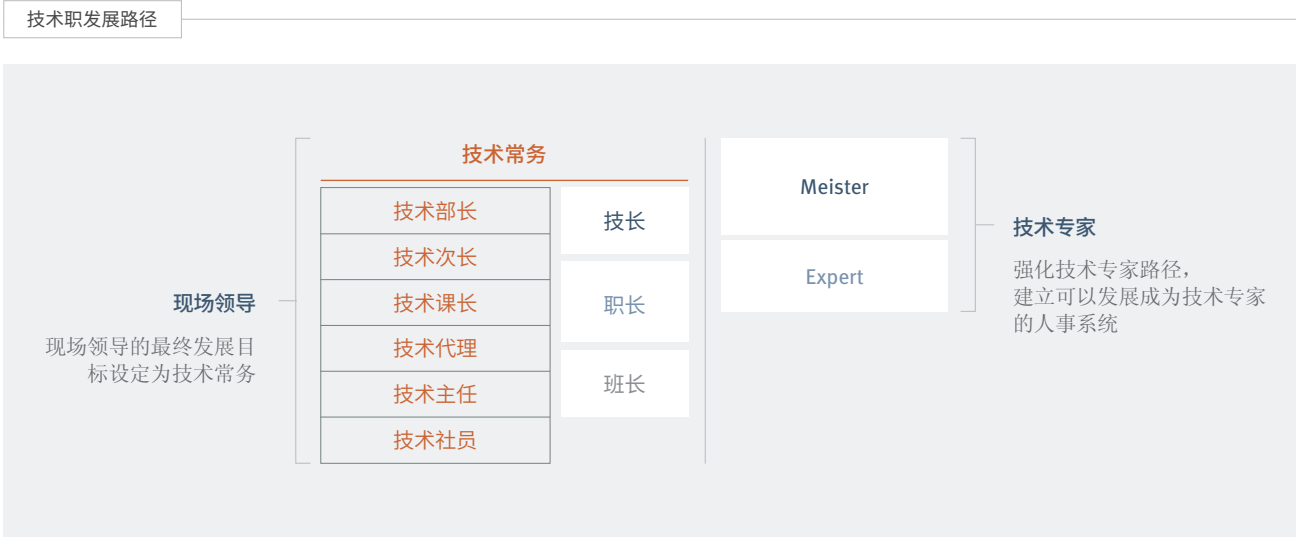 技术职发展路径
现场领导
现场领导的最终发展目
标设定为技术常务
技术常务
技术部长
技术次长
技术课长
技术代理
技术主任
技术社员
技长
职长
班长
Meister
Expert
技术专家
强化技术专家路径，
建立可以发展成为技术专家
的人事系统